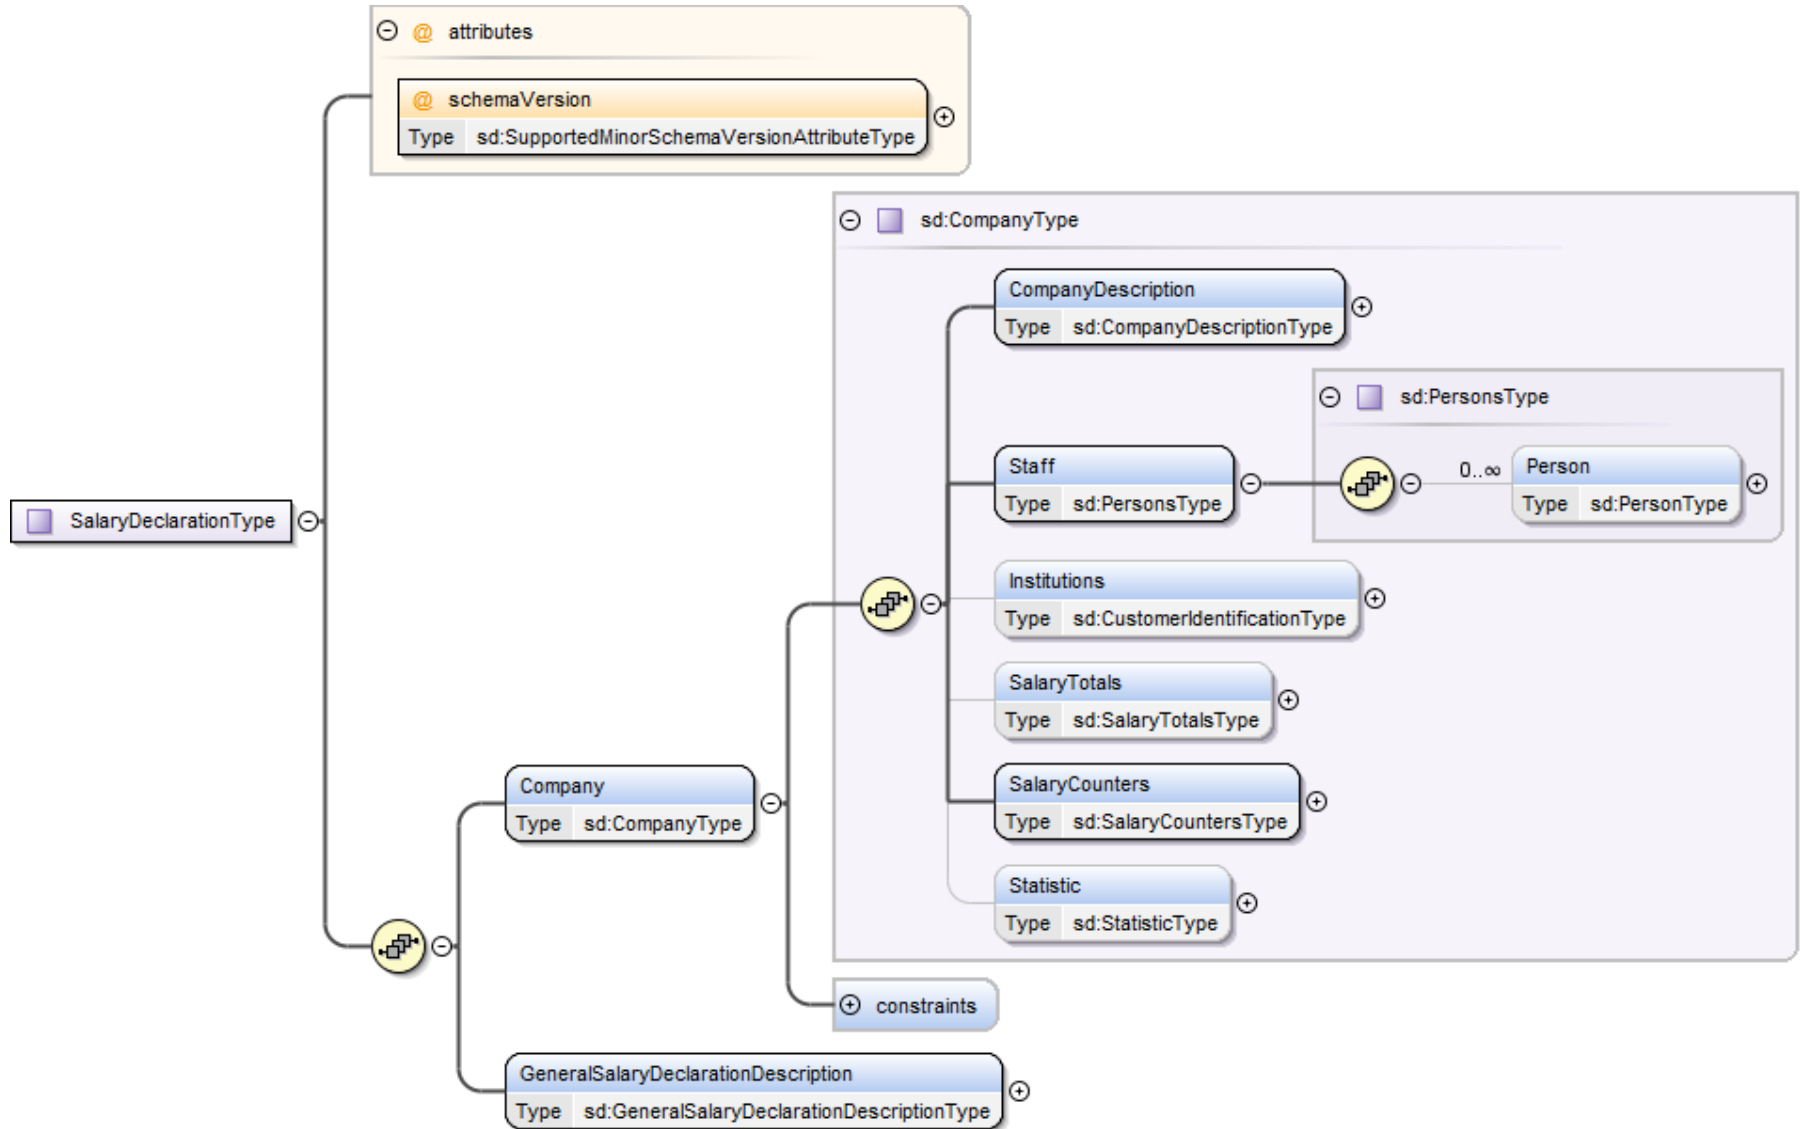 @ attributes
@ schemaVersion
Type sd:SupportedMinorSchemaVersionAttributeType
sd:CompanyType
CompanyDescription
Type sd:CompanyDescriptionType
sd:PersonsType
Staff
Type sd:PersonsType
0..∞
Person
Type sd:PersonType
SalaryDeclarationType
Institutions
Type sd:CustomerIdentificationType
SalaryTotals
Type sd:SalaryTotalsType
Company
Type sd:CompanyType
SalaryCounters
Type sd:SalaryCountersType
Statistic
Type sd:StatisticType
constraints
GeneralSalaryDeclarationDescription
Type sd:GeneralSalaryDeclarationDescriptionType